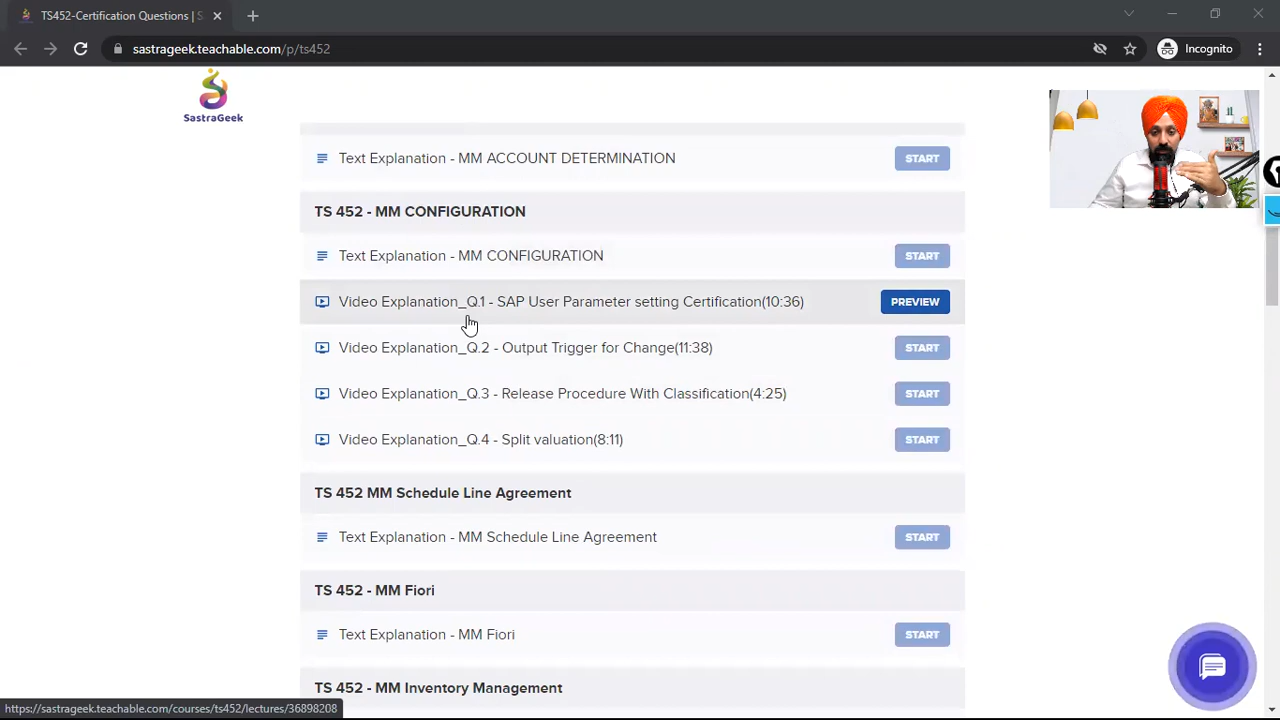 TS452-Certification Questions | S
sastrageek.teachable.com/p/ts452
Incognito
SastraGeek
Text Explanation - MM ACCOUNT DETERMINATION
START
TS 452 - MM CONFIGURATION
Text Explanation - MM CONFIGURATION
START
Video Explanation_Q.1 - SAP User Parameter setting Certification(10:36)
PREVIEW
Video Explanation_Q.2 - Output Trigger for Change(11:38)
START
Video Explanation_Q.3 - Release Procedure With Classification(4:25)
START
Video Explanation_Q.4 - Split valuation(8:11)
START
TS 452 MM Schedule Line Agreement
Text Explanation - MM Schedule Line Agreement
START
TS 452 - MM Fiori
Text Explanation - MM Fiori
START
TS 452 - MM Inventory Management
https://sastrageek.teachable.com/courses/ts452/lectures/36898208